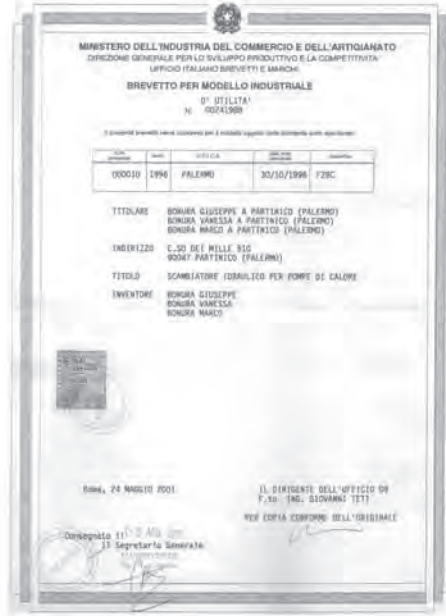 MINISTERO DELL'INDUSTRIA DEL COMMERCIO E DELL'ARTIGIANATO
DIREZIONE GENERALE PER LO SVILUPPO PRODUTTIVO E LA COMPETITIVITA'
UFFICIO ITALIANO BREVETTI E MARCHI
BREVETTO PER MODELLO INDUSTRIALE
D' UTILITA'
N. 00241988
000010 1996 PALERMO 30/10/1996 F28C
TITOLARE BONURA GIUSEPPE A PARTINICO (PALERMO)
BONURA VANESSA A PARTINICO (PALERMO)
BONURA MARCO A PARTINICO (PALERMO)
INDIRIZZO C.SO DEI MILLE 310
90047 PARTINICO (PALERMO)
TITOLO SCAMBIATORE IDRAULICO PER POMPE DI CALORE
INVENTORE BONURA GIUSEPPE
BONURA VANESSA
BONURA MARCO
Roma, 24 MAGGIO 2001
IL DIRIGENTE DELL'UFFICIO
F.to ING. GIOVANNI TETI
PER COPIA CONFORME DELL'ORIGINALE
Consegnato il
Il Segretario Generale